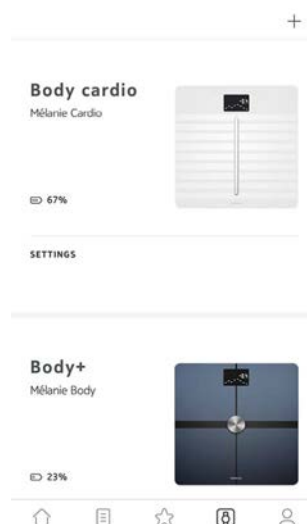 Body cardio
Mélanie Cardio
67%
SETTINGS
Body+
Mélanie Body
23%